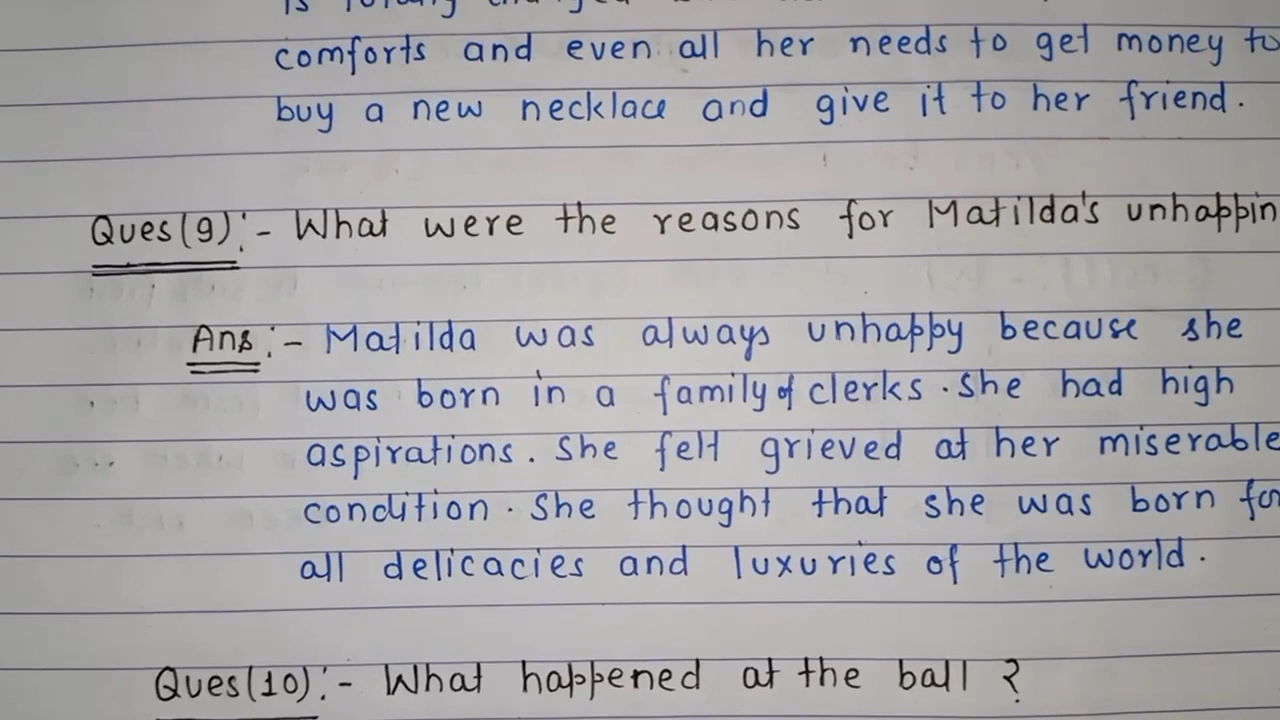 comforts and even all her needs to get money to
buy a new necklace and give it to her friend.
Ques(9):- What were the reasons for Matilda's unhappin
Ans:- Matilda was always unhappy because she
was born in a family of clerks. She had high
aspirations. She felt grieved at her miserable
condition. She thought that she was born for
all delicacies and luxuries of the world.
Ques(10):- What happened at the ball ?